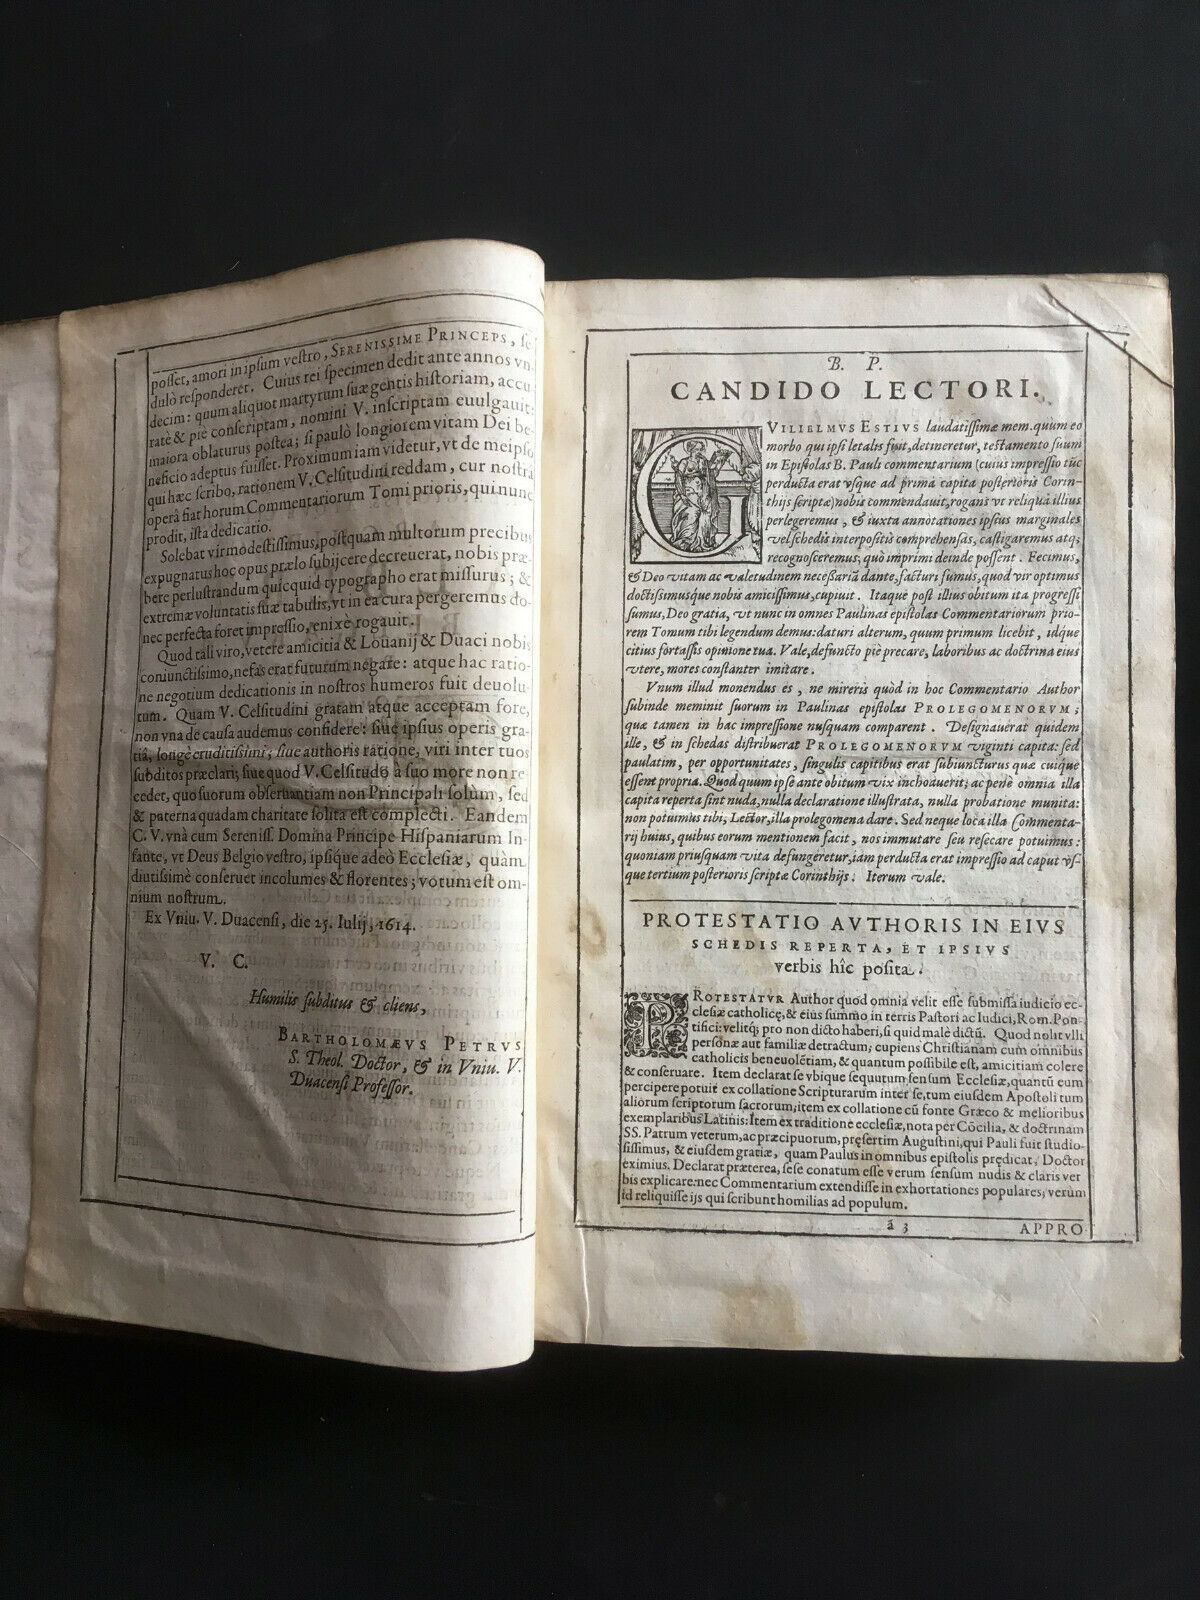 posset, amori in ipsum vestro, SERENISSIME PRINCEPS, se
dulò responderet. Cuius rei specimen dedit ante annos vn
decim: quum aliquot martyrum suæ gentis historiam, accu
ratè & piè conscriptam, nomini V. inscriptam euulgauit:
maiora oblaturus postea; si paulò longiorem vitam Dei be
neficio adeptus fuisset. Proximum iam videtur, vt de meipso
qui hæc scribo, rationem V. Celsitudini reddam, cur nostrâ
operâ fiat horum Commentariorum Tomi prioris, qui nunc
prodit, ista dedicatio.
Solebat vir modestissimus, postquam multorum precibus
expugnatus hoc opus prælo subijcere decreuerat, nobis præ-
bere perlustrandum quicquid typographo erat missurus; &
extremæ voluntatis suæ tabulis, vt in ea cura pergeremus do-
nec perfecta foret impressio, enixè rogauit.
Quod tali viro, vetere amicitia & Louanij & Duaci nobis
coniunctissimo, nefas erat futurum negare: atque hac ratio-
ne negotium dedicationis in nostros humeros fuit deuolu-
tum. Quam V. Celsitudini gratam atque acceptam fore,
non vna de causa audemus confidere: siue ipsius operis gra-
tiâ, longè eruditissimi; siue authoris ratione, viri inter tuos
subditos præclari; siue quod V. Celsitudo à suo more non re-
cedet, quo suorum obseruantiam non Principali solùm, sed
& paterna quadam charitate solita est complecti. Eandem
C. V. vnà cum Sereniss. Domina Principe Hispaniarum In-
fante, vt Deus Belgio vestro, ipsique adeò Ecclesiæ, quàm
diutissimè conseruet incolumes & florentes; votum est om-
nium nostrum.
Ex Vniu. V. Duacensi, die 25. Iulij, 1614.
V. C.
Humilis subditus & cliens,
BARTHOLOMÆVS PETRVS
S. Theol. Doctor, & in Vniu. V.
Duacensi Professor.
B. P.
CANDIDO LECTORI.
GVILIELMVS ESTIVS laudatissimæ mem. quùm eo
morbo qui ipsi letalis fuit, detineretur, testamento suum
in Epistolas B. Pauli commentarium (cuius impressio tūc
perducta erat vsque ad prima capita posterioris Corin-
thijs scriptæ) nobis commendauit, rogans vt reliqua illius
perlegeremus, & iuxta annotationes ipsius marginales
vel schedis interpositis comprehensas, castigaremus atq;
recognosceremus; quo imprimi deinde possent. Fecimus,
& Deo vitam ac valetudinem necessariā dante, facturi sumus, quod vir optimus
doctissimusque nobis amicissimus, cupiuit. Itaque post illius obitum ita progressi
sumus, Deo gratia, vt nunc in omnes Paulinas epistolas Commentariorum prio-
rem Tomum tibi legendum demus: daturi alterum, quum primum licebit, idque
citius fortassis opinione tua. Vale, defuncto piè precare, laboribus ac doctrina eius
vtere, mores constanter imitare.
Vnum illud monendus es, ne mireris quòd in hoc Commentario Author
subinde meminit suorum in Paulinas epistolas PROLEGOMENORVM;
quæ tamen in hac impressione nusquam comparent. Designauerat quidem
ille, & in schedas distribuerat PROLEGOMENORVM viginti capita: sed
paulatim, per opportunitates, singulis capitibus erat subiuncturus quæ cuique
essent propria. Quod quum ipse ante obitum vix inchoauerit; ac penè omnia illa
capita reperta sint nuda, nulla declaratione illustrata, nulla probatione munita:
non potuimus tibi, Lector, illa prolegomena dare. Sed neque loca illa Commenta-
rij huius, quibus eorum mentionem facit, nos immutare seu resecare potuimus:
quoniam priusquam vita defungeretur, iam perducta erat impressio ad caput vs-
que tertium posterioris scriptæ Corinthijs. Iterum vale.
PROTESTATIO AVTHORIS IN EIVS
SCHEDIS REPERTA, ET IPSIVS
verbis hîc posita.
PROTESTATVR Author quod omnia velit esse submissa iudicio ec-
clesiæ catholicę, & eius summo in terris Pastori ac Iudici, Rom. Pon-
tifici: velitq; pro non dicto haberi, si quid malè dictū. Quod nolit vlli
personæ aut familiæ detractum; cupiens Christianam cum omnibus
catholicis beneuolētiam, & quantum possibile est, amicitiam colere
& conseruare. Item declarat se vbique sequutum sensum Ecclesiæ, quantū eum
percipere potuit ex collatione Scripturarum inter se, tum eiusdem Apostoli tum
aliorum scriptorum sacrorum; item ex collatione cū fonte Græco & melioribus
exemplaribus Latinis: Item ex traditione ecclesiæ, nota per Cōcilia, & doctrinam
SS. Patrum veterum, ac præcipuorum, pręsertim Augustini, qui Pauli fuit studio-
sissimus, & eiusdem gratiæ, quam Paulus in omnibus epistolis prędicat, Doctor
eximius. Declarat præterea, sese conatum esse verum sensum nudis & claris ver
bis explicare: nec Commentarium extendisse in exhortationes populares; verùm
id reliquisse ijs qui scribunt homilias ad populum.
ã 3 APPRO